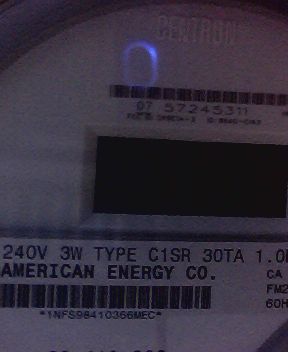 CENTRON
07 57245311
240V 3W TYPE C1SR 30TA 1.0
AMERICAN ENERGY CO.
CA
FM2
*1NFS98410366MEC*
60H